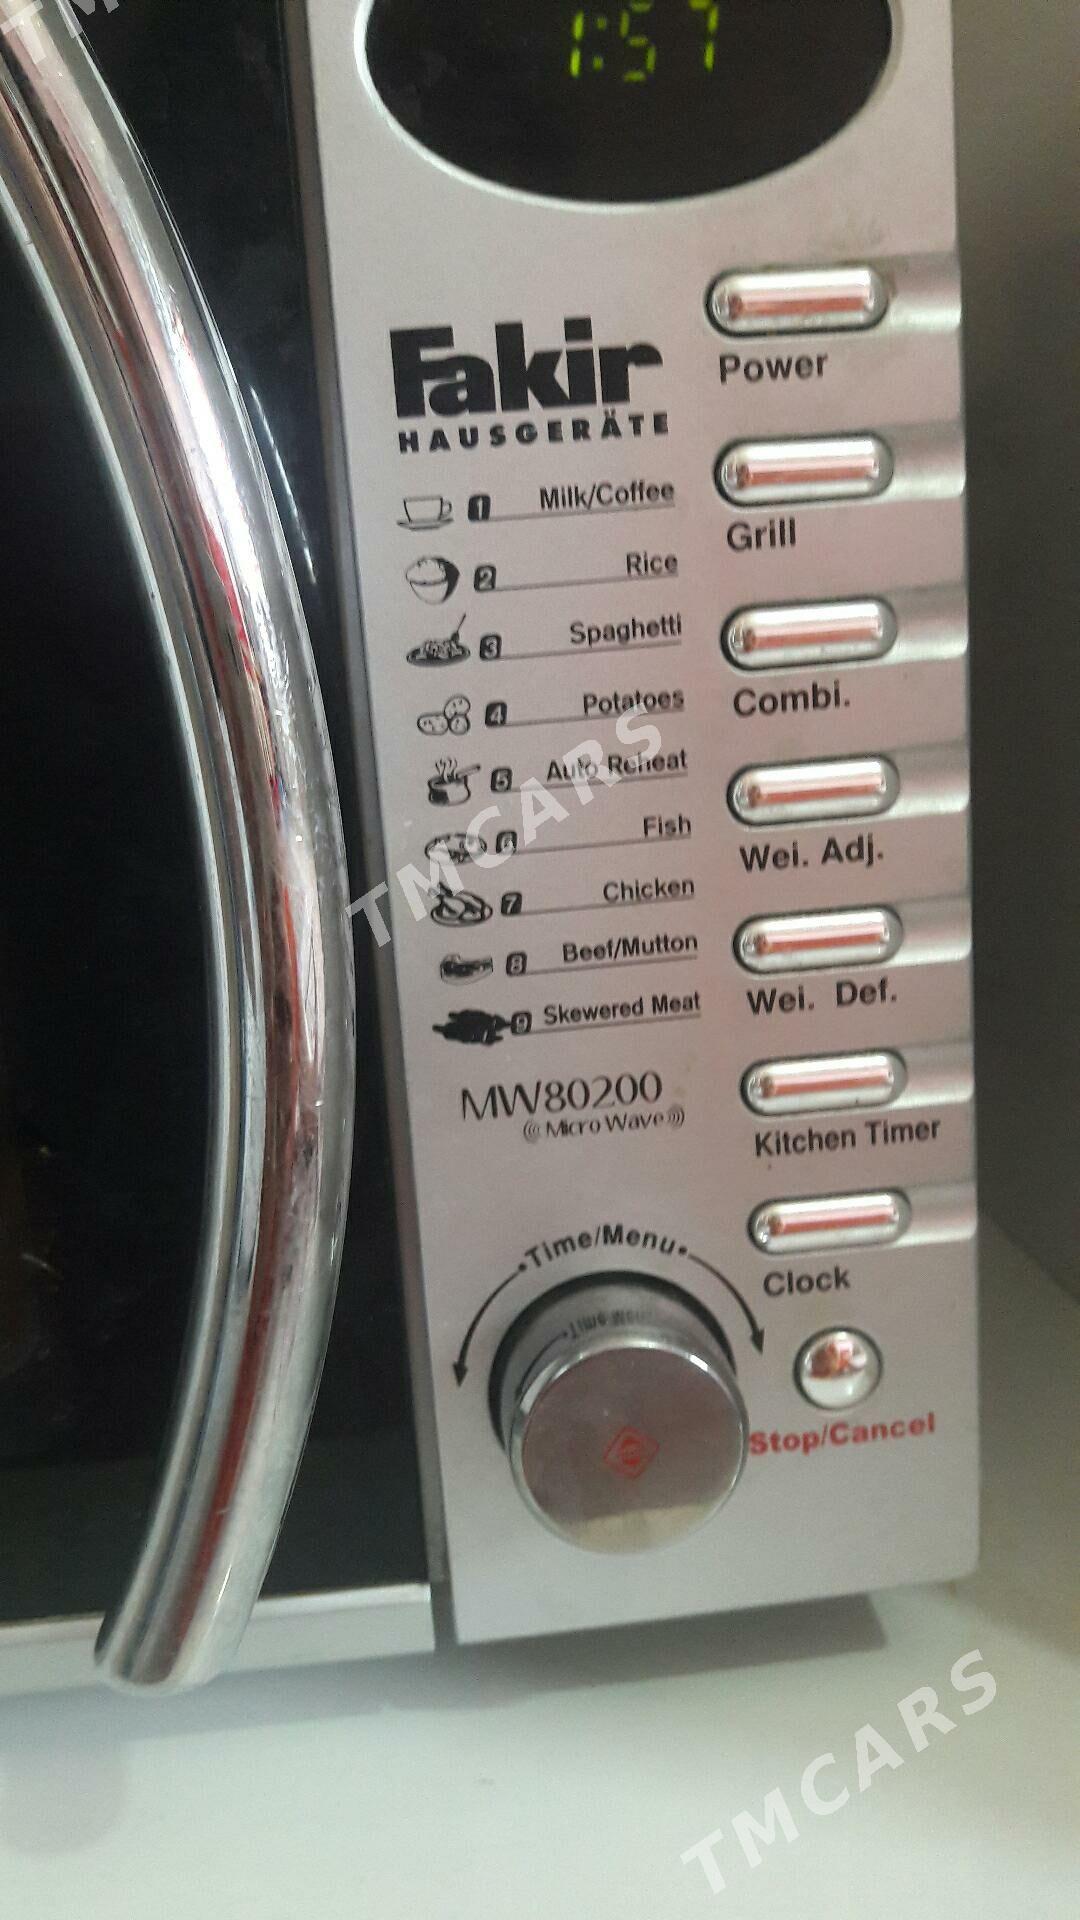 1:57
Fakir
HAUSGERÄTE
1 Milk/Coffee
2 Rice
3 Spaghetti
4 Potatoes
5 Auto Reheat
6 Fish
7 Chicken
8 Beef/Mutton
9 Skewered Meat
MW80200
Micro Wave
Power
Grill
Combi.
Wei. Adj.
Wei. Def.
Kitchen Timer
Clock
•Time/Menu•
Stop/Cancel
TMCARS
TMCARS